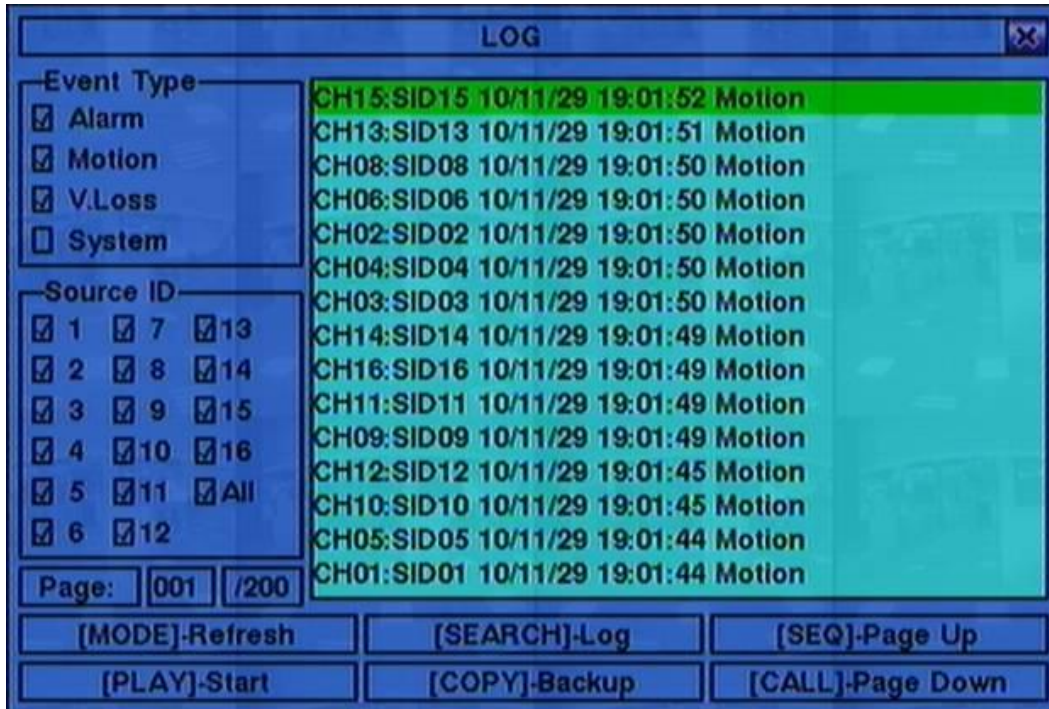 LOG
Event Type
Alarm
Motion
V.Loss
System
Source ID
1 7 13
2 8 14
3 9 15
4 10 16
5 11 All
6 12
Page: 001 /200
CH15:SID15 10/11/29 19:01:52 Motion
CH13:SID13 10/11/29 19:01:51 Motion
CH08:SID08 10/11/29 19:01:50 Motion
CH06:SID06 10/11/29 19:01:50 Motion
CH02:SID02 10/11/29 19:01:50 Motion
CH04:SID04 10/11/29 19:01:50 Motion
CH03:SID03 10/11/29 19:01:50 Motion
CH14:SID14 10/11/29 19:01:49 Motion
CH16:SID16 10/11/29 19:01:49 Motion
CH11:SID11 10/11/29 19:01:49 Motion
CH09:SID09 10/11/29 19:01:49 Motion
CH12:SID12 10/11/29 19:01:45 Motion
CH10:SID10 10/11/29 19:01:45 Motion
CH05:SID05 10/11/29 19:01:44 Motion
CH01:SID01 10/11/29 19:01:44 Motion
[MODE]-Refresh [SEARCH]-Log [SEQ]-Page Up
[PLAY]-Start [COPY]-Backup [CALL]-Page Down